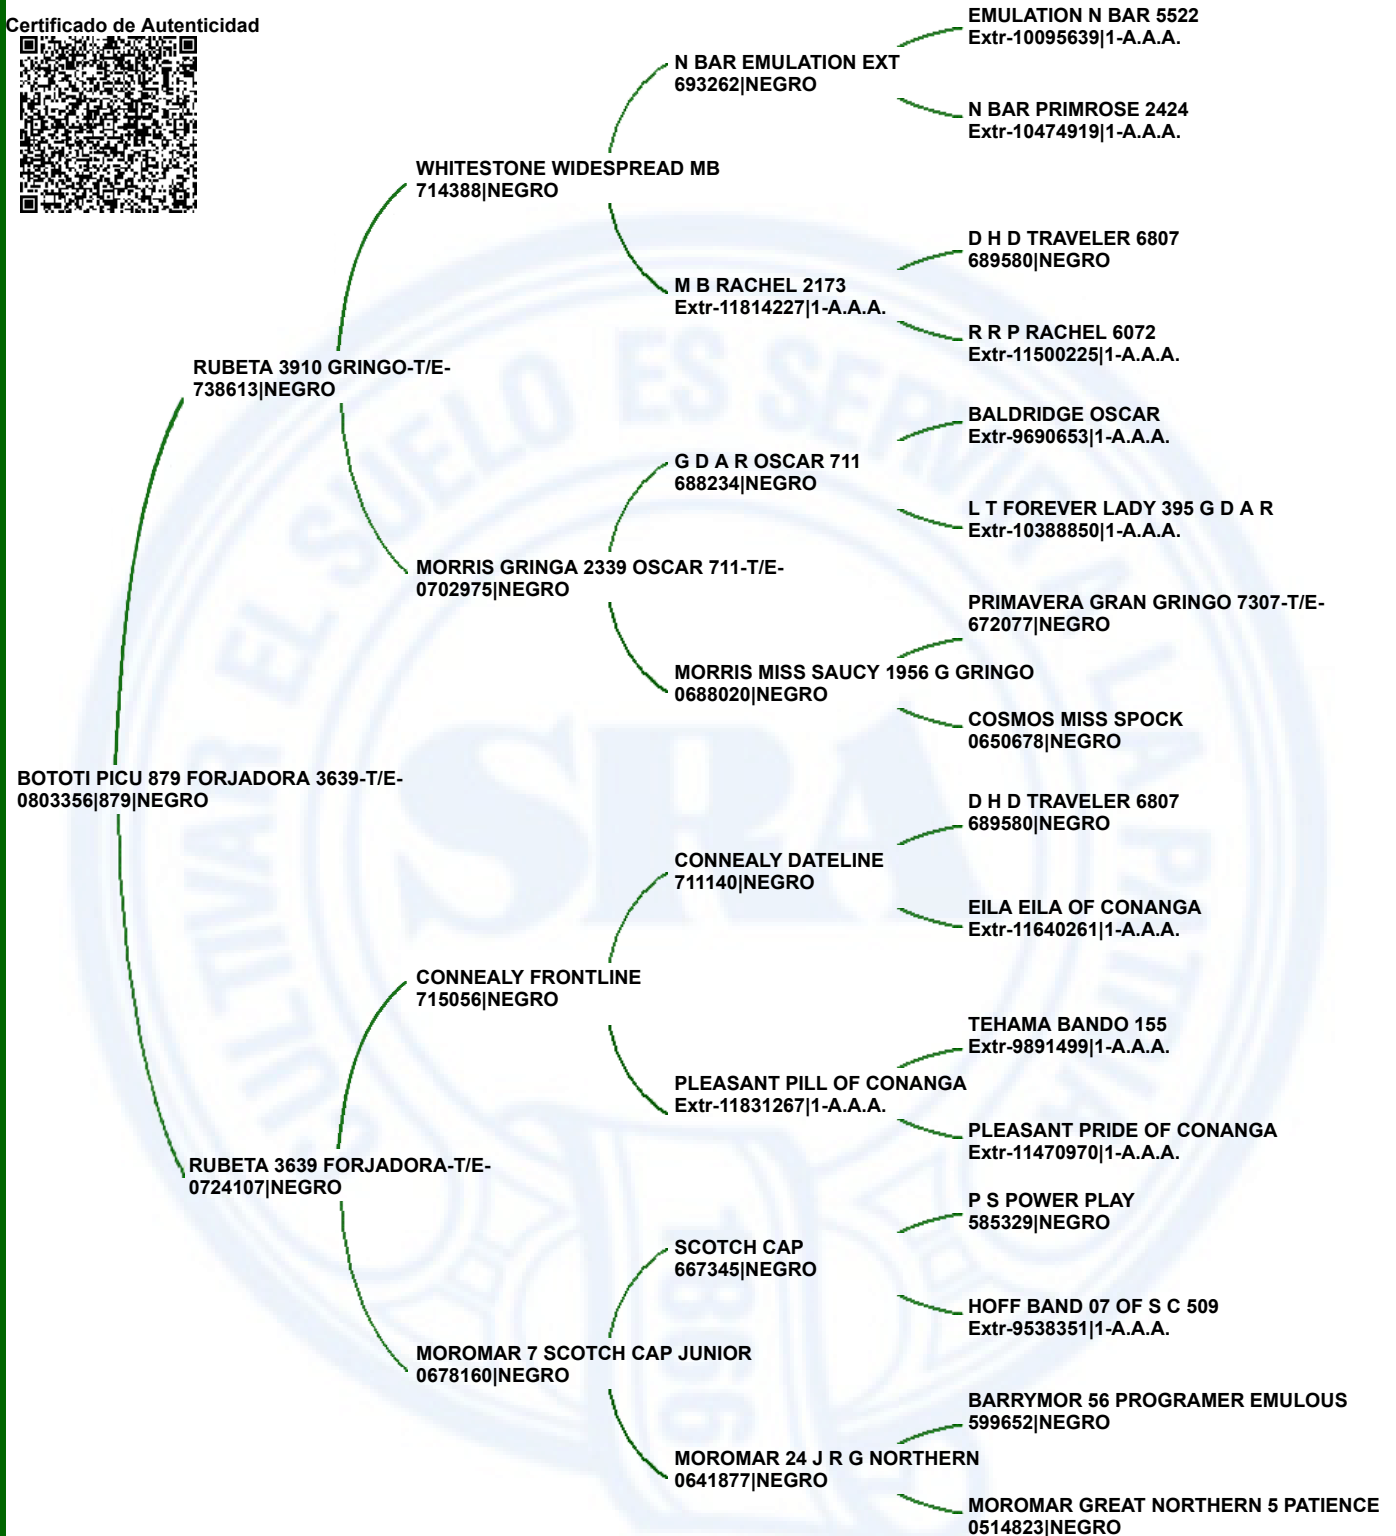 Certificado de Autenticidad
EMULATION N BAR 5522
Extr-10095639|1-A.A.A.
N BAR EMULATION EXT
693262|NEGRO
N BAR PRIMROSE 2424
Extr-10474919|1-A.A.A.
WHITESTONE WIDESPREAD MB
714388|NEGRO
D H D TRAVELER 6807
689580|NEGRO
M B RACHEL 2173
Extr-11814227|1-A.A.A.
R R P RACHEL 6072
Extr-11500225|1-A.A.A.
RUBETA 3910 GRINGO-T/E-
738613|NEGRO
BALDRIDGE OSCAR
Extr-9690653|1-A.A.A.
G D A R OSCAR 711
688234|NEGRO
L T FOREVER LADY 395 G D A R
Extr-10388850|1-A.A.A.
MORRIS GRINGA 2339 OSCAR 711-T/E-
0702975|NEGRO
PRIMAVERA GRAN GRINGO 7307-T/E-
672077|NEGRO
MORRIS MISS SAUCY 1956 G GRINGO
0688020|NEGRO
COSMOS MISS SPOCK
0650678|NEGRO
BOTOTI PICU 879 FORJADORA 3639-T/E-
0803356|879|NEGRO
D H D TRAVELER 6807
689580|NEGRO
CONNEALY DATELINE
711140|NEGRO
EILA EILA OF CONANGA
Extr-11640261|1-A.A.A.
CONNEALY FRONTLINE
715056|NEGRO
TEHAMA BANDO 155
Extr-9891499|1-A.A.A.
PLEASANT PILL OF CONANGA
Extr-11831267|1-A.A.A.
PLEASANT PRIDE OF CONANGA
Extr-11470970|1-A.A.A.
RUBETA 3639 FORJADORA-T/E-
0724107|NEGRO
P S POWER PLAY
585329|NEGRO
SCOTCH CAP
667345|NEGRO
HOFF BAND 07 OF S C 509
Extr-9538351|1-A.A.A.
MOROMAR 7 SCOTCH CAP JUNIOR
0678160|NEGRO
BARRYMOR 56 PROGRAMER EMULOUS
599652|NEGRO
MOROMAR 24 J R G NORTHERN
0641877|NEGRO
MOROMAR GREAT NORTHERN 5 PATIENCE
0514823|NEGRO
CULTIVAR EL SUELO ES SERVIR A LA PATRIA
SRA
1866